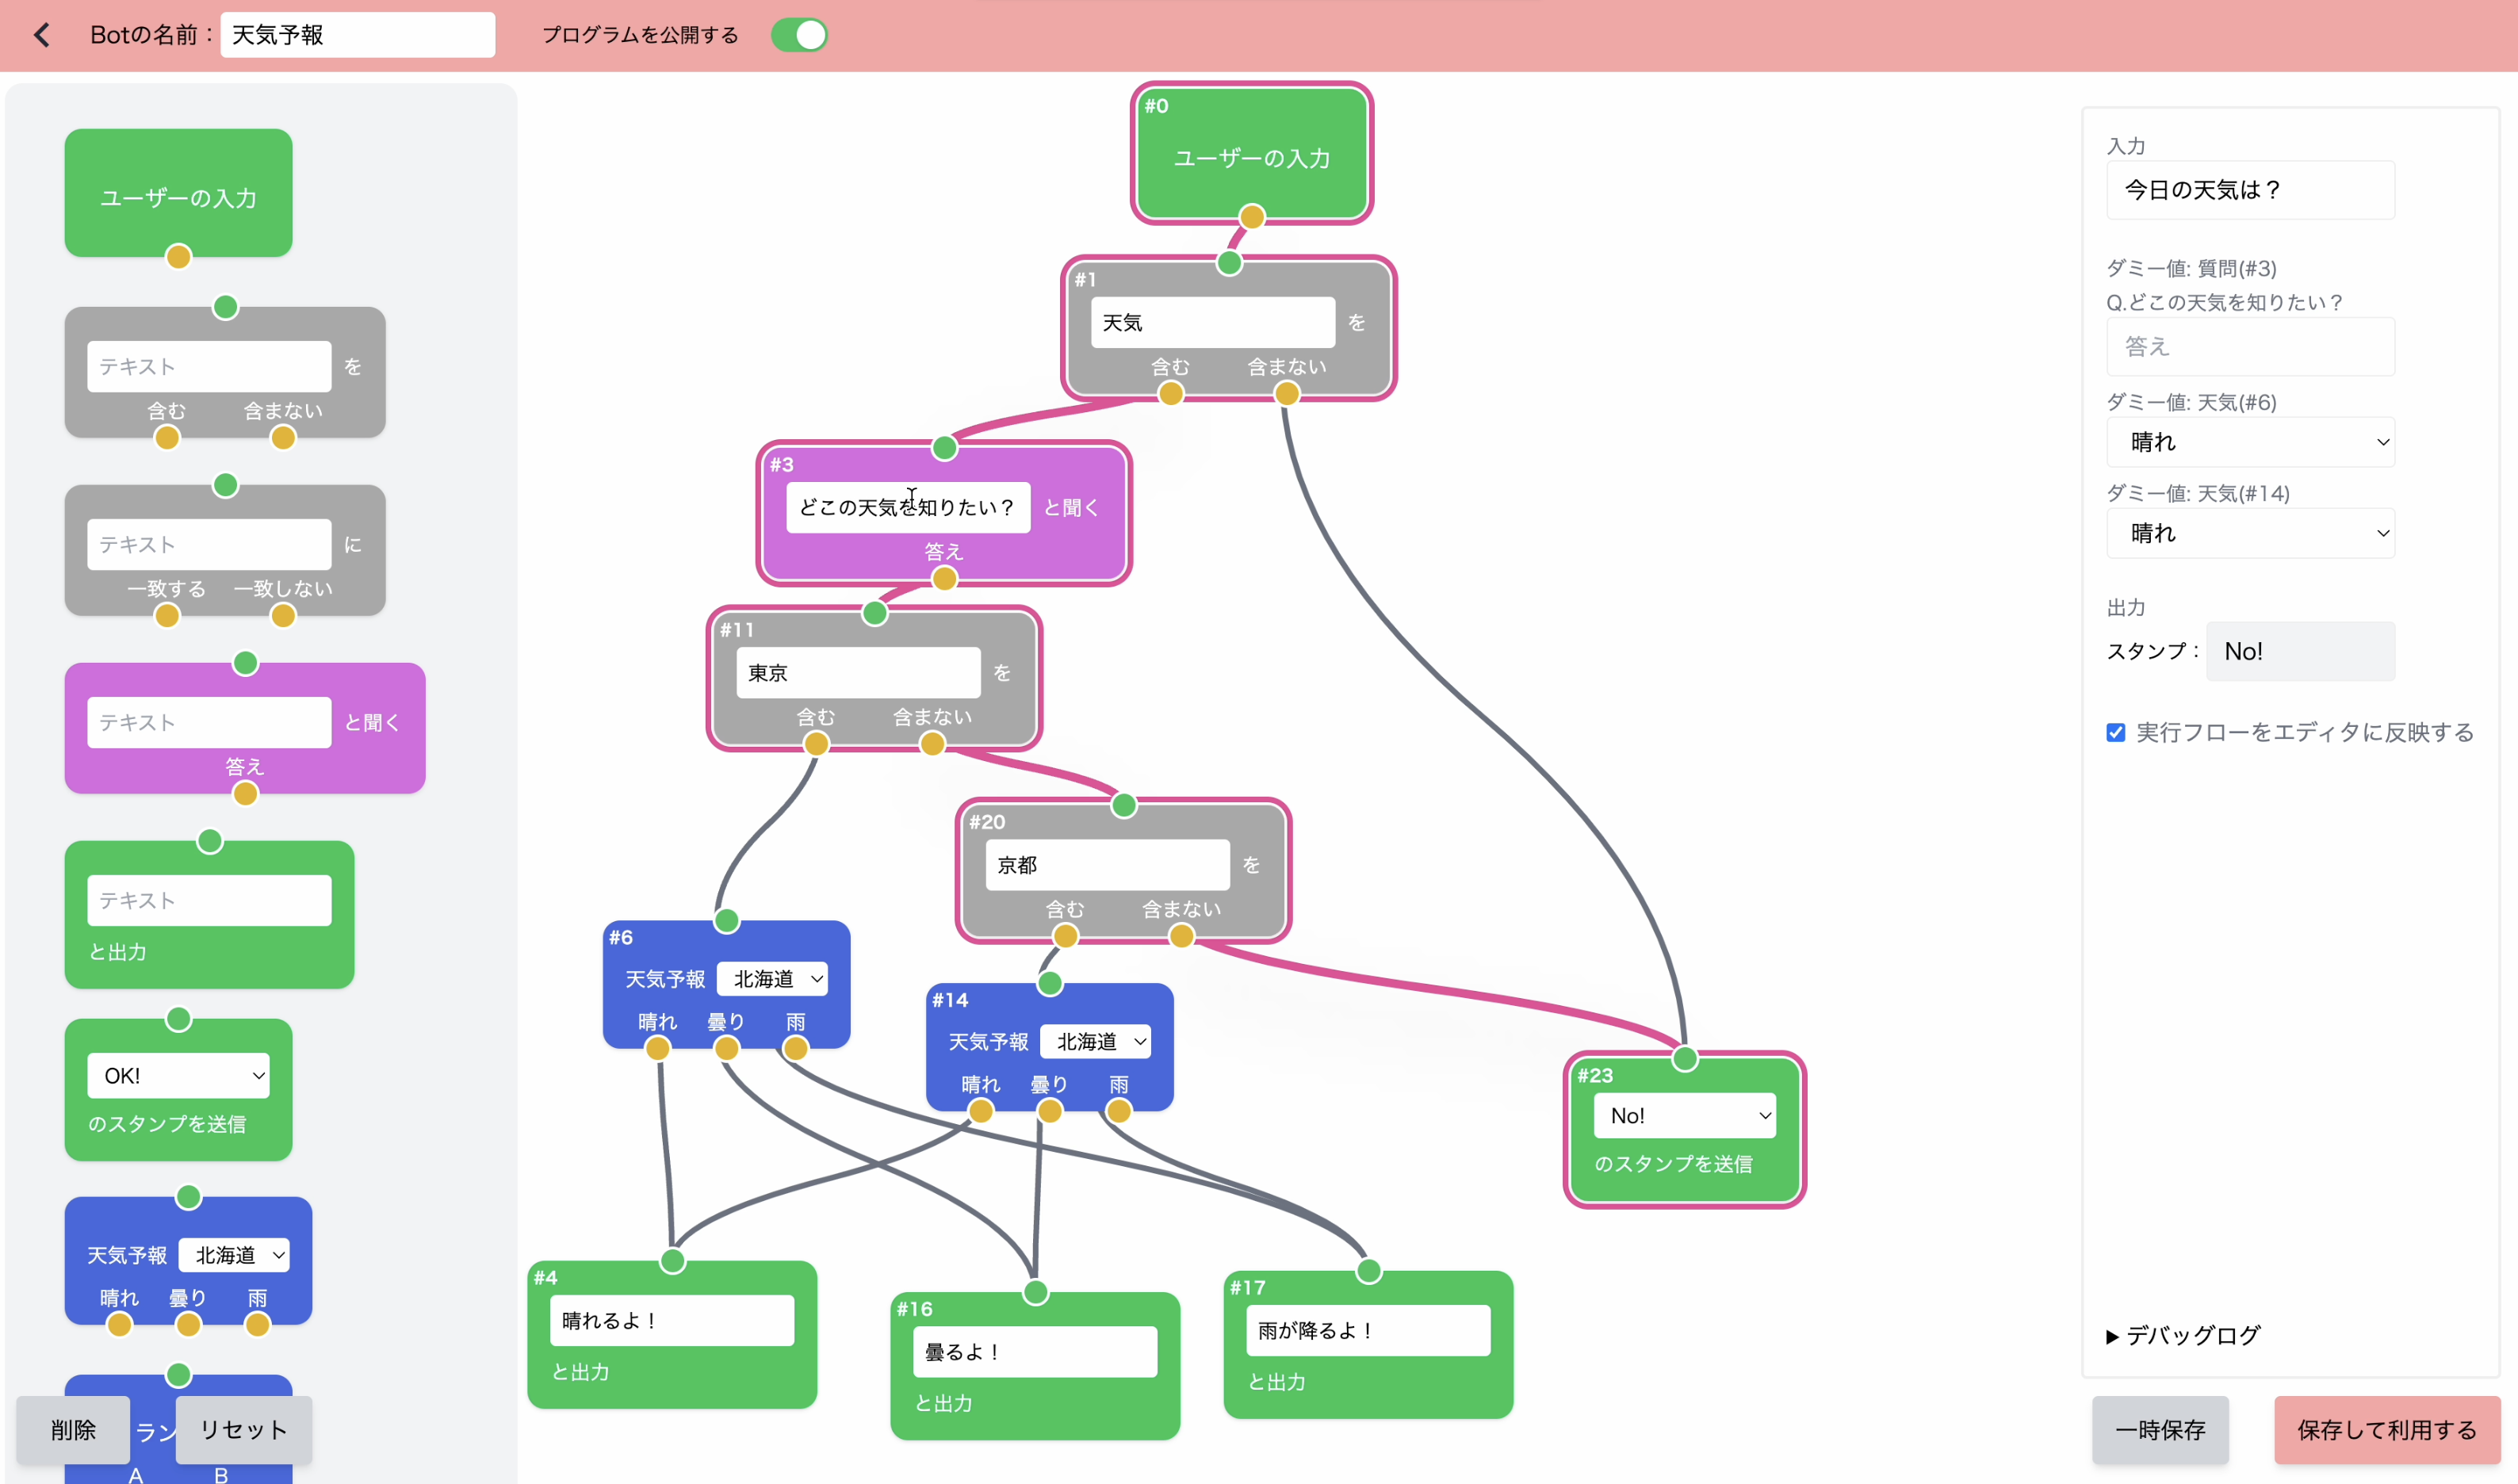 Botの名前：
天気予報
プログラムを公開する
ユーザーの入力
テキスト を
含む 含まない
テキスト に
一致する 一致しない
テキスト と聞く
答え
テキスト
と出力
OK!
のスタンプを送信
天気予報 北海道
晴れ 曇り 雨
ラン
A B
削除
リセット
#0
ユーザーの入力
#1
天気 を
含む 含まない
#3
どこの天気を知りたい？ と聞く
答え
#11
東京 を
含む 含まない
#20
京都 を
含む 含まない
#6
天気予報 北海道
晴れ 曇り 雨
#14
天気予報 北海道
晴れ 曇り 雨
#23
No!
のスタンプを送信
#4
晴れるよ！
と出力
#16
曇るよ！
と出力
#17
雨が降るよ！
と出力
入力
今日の天気は？
ダミー値: 質問(#3)
Q.どこの天気を知りたい？
答え
ダミー値: 天気(#6)
晴れ
ダミー値: 天気(#14)
晴れ
出力
スタンプ： No!
実行フローをエディタに反映する
▶ デバッグログ
一時保存
保存して利用する